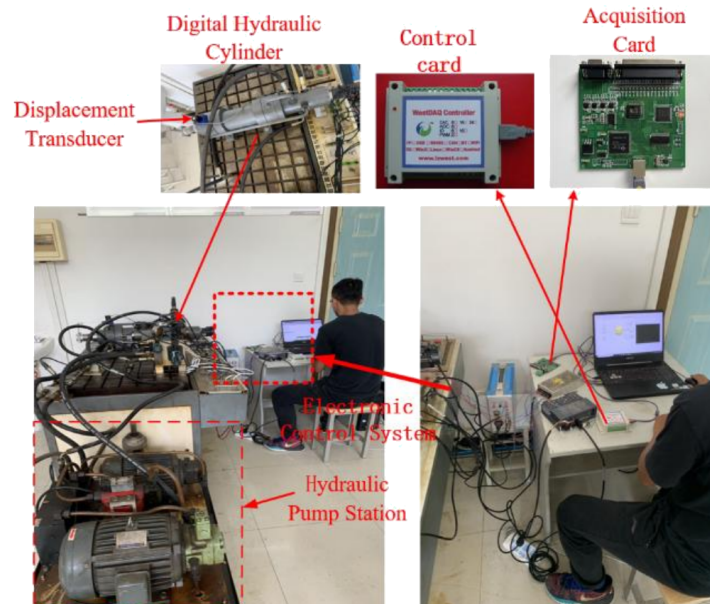 Digital Hydraulic
Cylinder
Control
card
Acquisition
Card
Displacement
Transducer
WestDAQ Controller
Electronic
Control System
Hydraulic
Pump Station